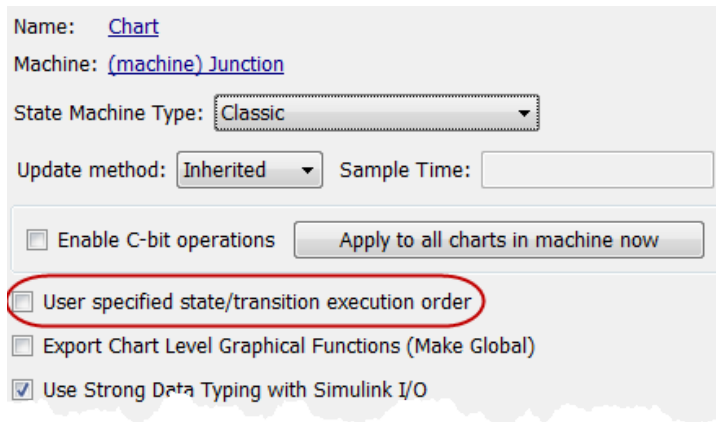 Name: Chart
Machine: (machine) Junction
State Machine Type: Classic
Update method: Inherited Sample Time:
Enable C-bit operations Apply to all charts in machine now
User specified state/transition execution order
Export Chart Level Graphical Functions (Make Global)
Use Strong Data Typing with Simulink I/O